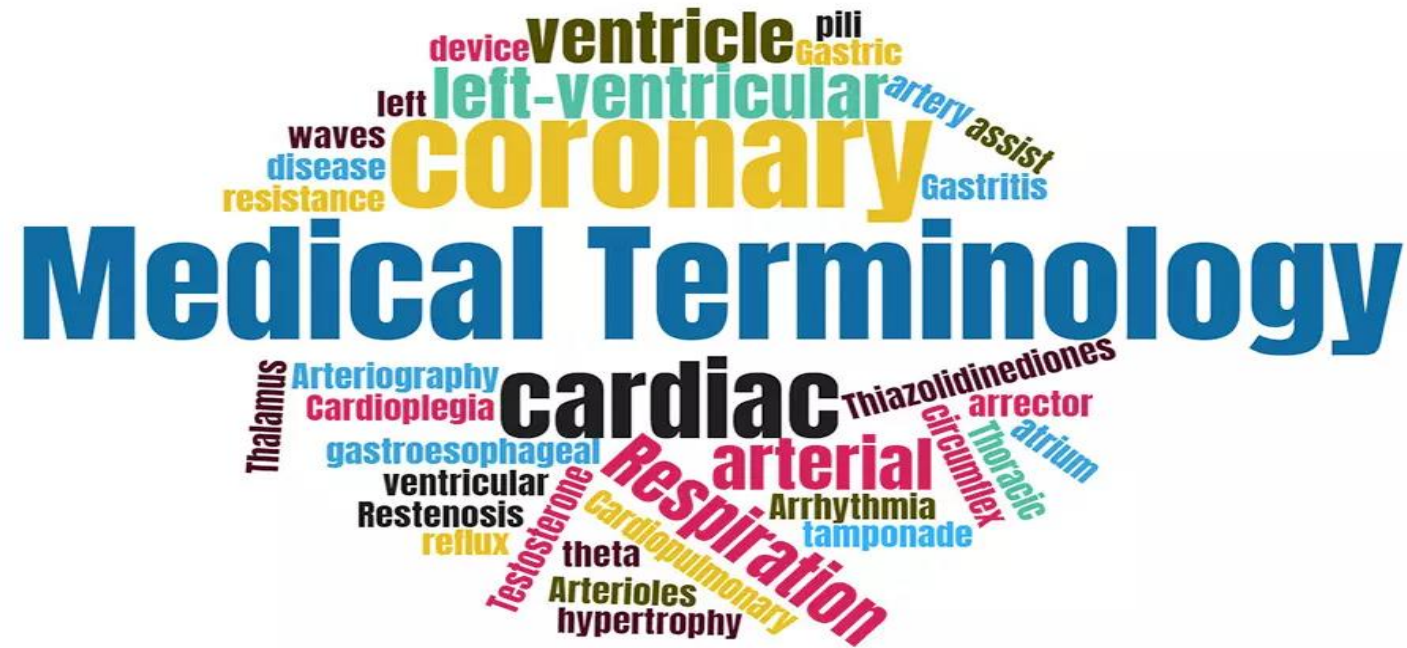 ventricle
pili
device
Gastric
left-ventricular
artery
left
assist
waves
coronary
disease
Gastritis
resistance
Medical Terminology
Thalamus
Arteriography
cardiac
Thiazolidinediones
Cardioplegia
arrector
circumflex
Thoracic
atrium
gastroesophageal
Respiration
arterial
ventricular
Testosterone
Cardiopulmonary
Arrhythmia
Restenosis
tamponade
reflux
theta
Arterioles
hypertrophy